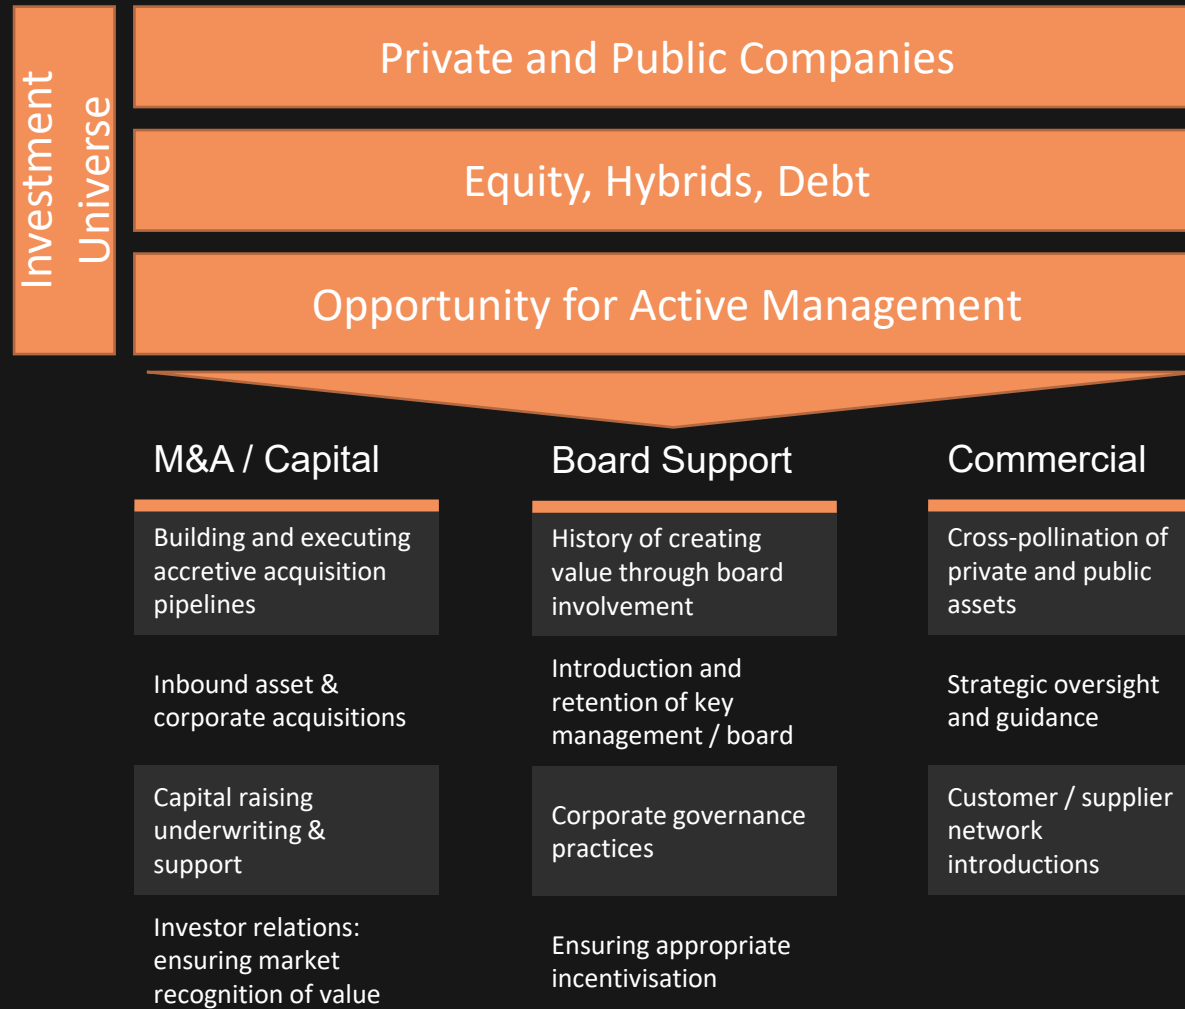 Investment
Universe
Private and Public Companies
Equity, Hybrids, Debt
Opportunity for Active Management
M&A / Capital
Building and executing
accretive acquisition
pipelines
Inbound asset &
corporate acquisitions
Capital raising
underwriting &
support
Investor relations:
ensuring market
recognition of value
Board Support
History of creating
value through board
involvement
Introduction and
retention of key
management / board
Corporate governance
practices
Ensuring appropriate
incentivisation
Commercial
Cross-pollination of
private and public
assets
Strategic oversight
and guidance
Customer / supplier
network
introductions